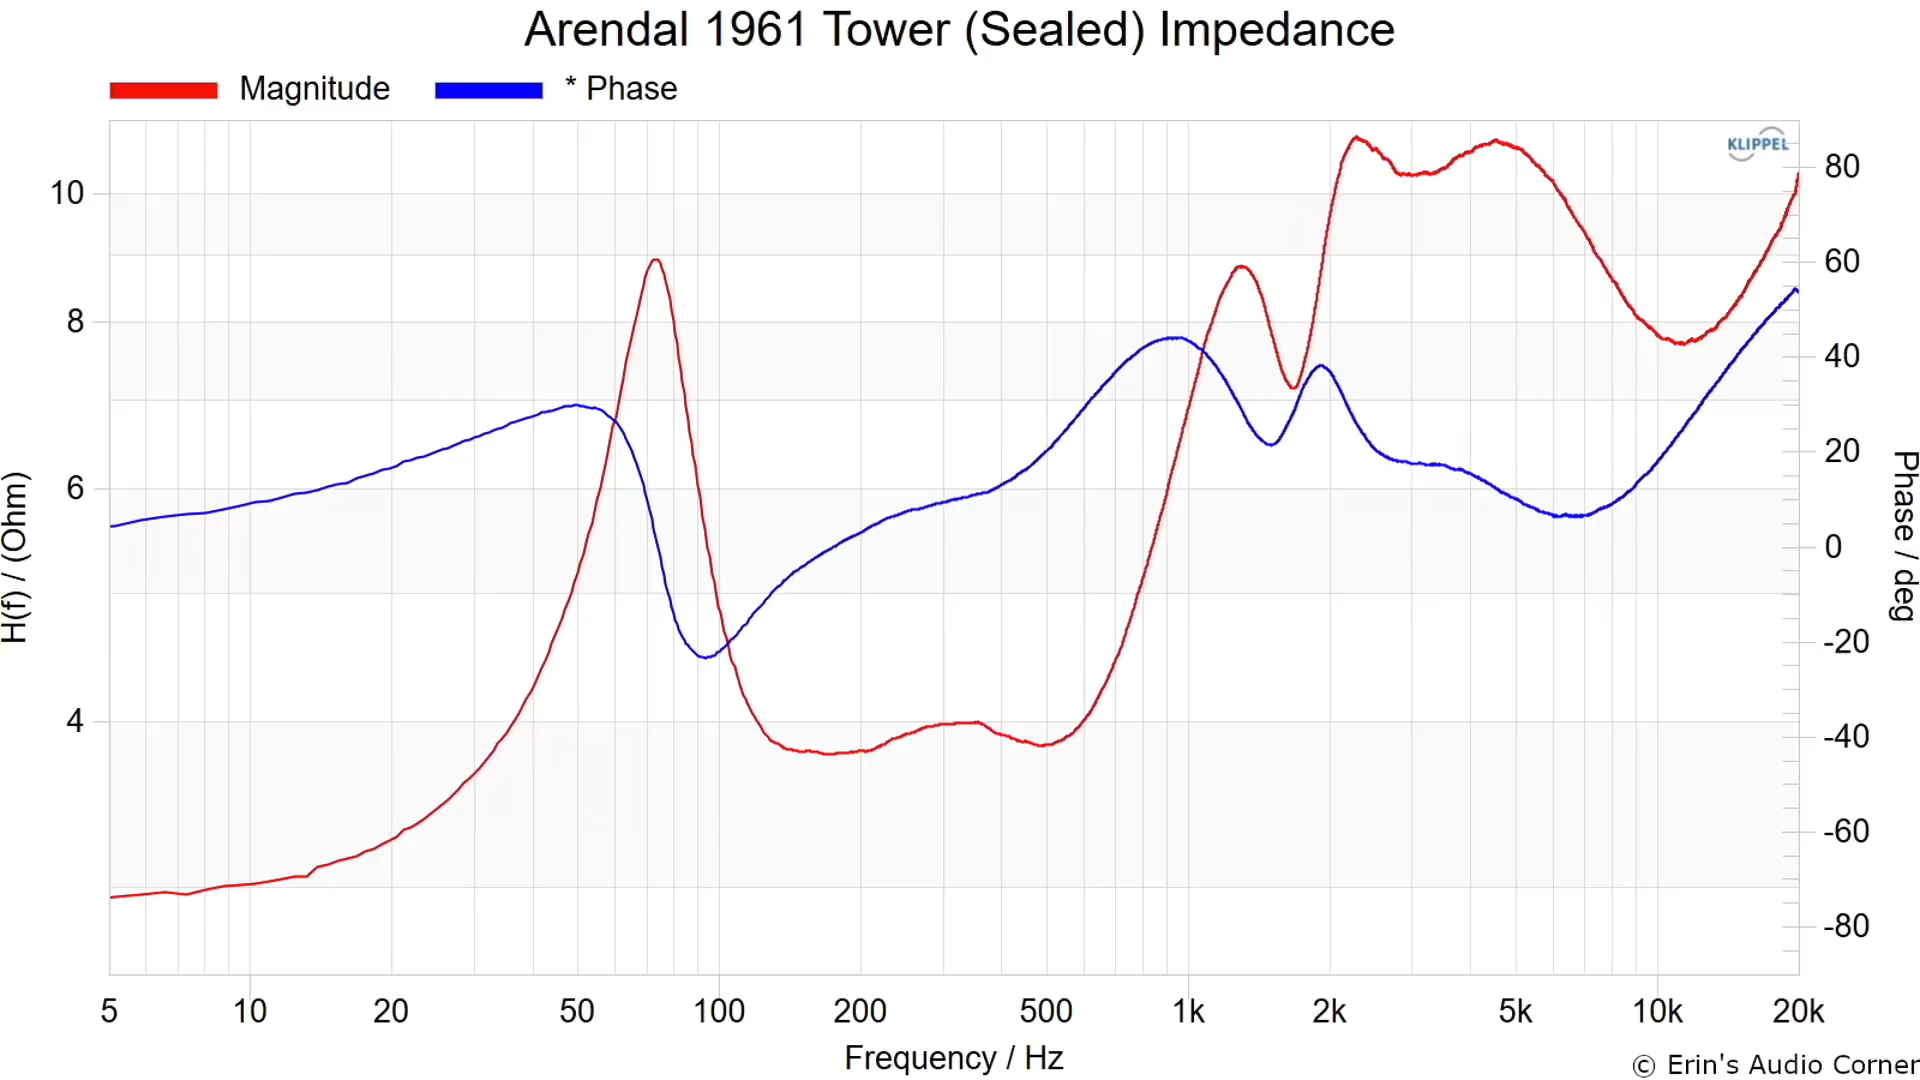 Arendal 1961 Tower (Sealed) Impedance
Magnitude * Phase
KLIPPEL
10
8
6
4
H(f) / (Ohm)
80
60
40
20
0
-20
-40
-60
-80
Phase / deg
5 10 20 50 100 200 500 1k 2k 5k 10k 20k
Frequency / Hz
© Erin's Audio Corner